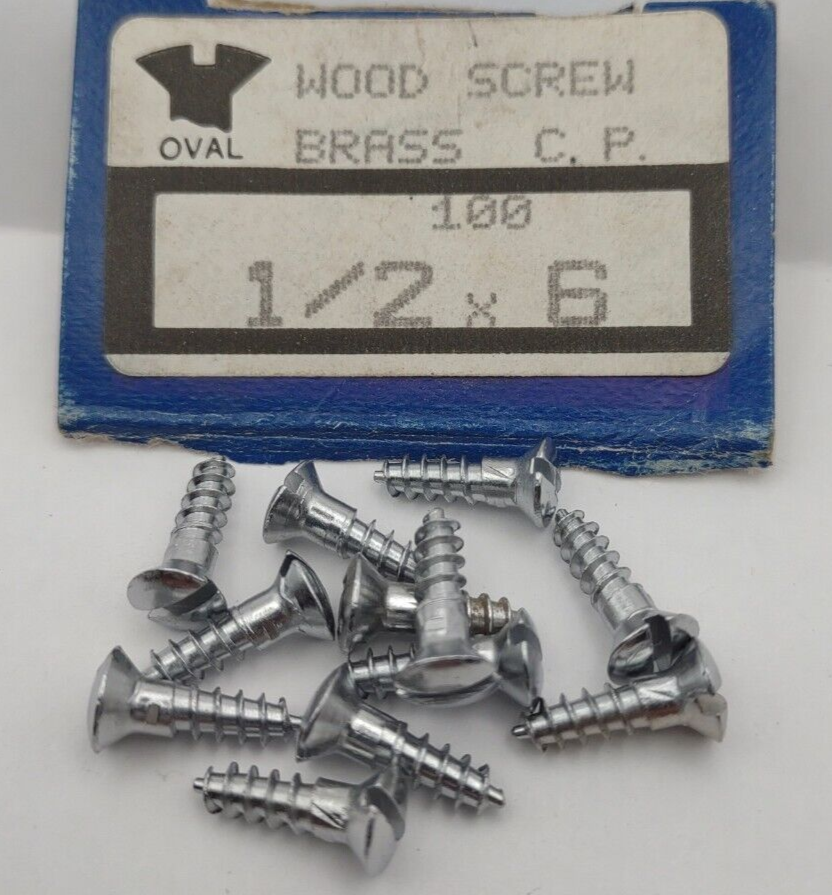 WOOD SCREW
OVAL BRASS C. P.
100
1/2 x 6